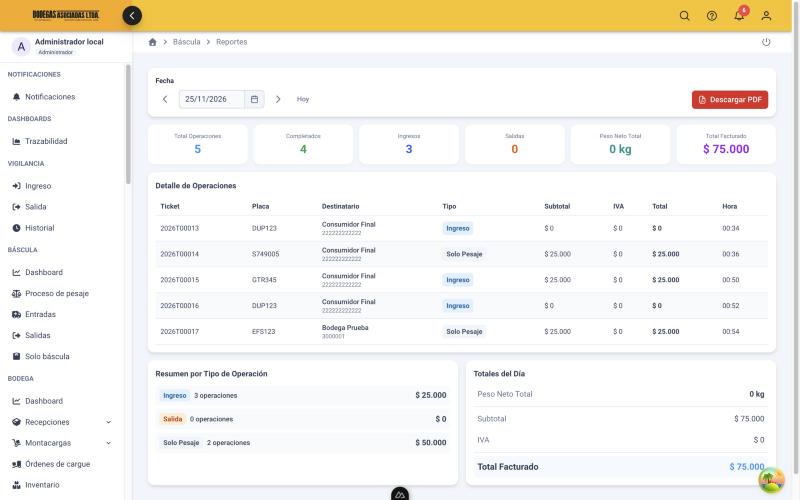 BODEGAS ASOCIADAS LTDA.
6
A
Administrador local
Administrador
Báscula
Reportes
NOTIFICACIONES
Notificaciones
DASHBOARDS
Trazabilidad
VIGILANCIA
Ingreso
Salida
Historial
BÁSCULA
Dashboard
Proceso de pesaje
Entradas
Salidas
Solo báscula
BODEGA
Dashboard
Recepciones
Montacargas
Órdenes de cargue
Inventario
Fecha
25/11/2026
Hoy
Descargar PDF
Total Operaciones
5
Completados
4
Ingresos
3
Salidas
0
Peso Neto Total
0 kg
Total Facturado
$ 75.000
Detalle de Operaciones
Ticket Placa Destinatario Tipo Subtotal IVA Total Hora
2026T00013 DUP123 Consumidor Final Ingreso $ 0 $ 0 $ 0 00:34
222222222222
2026T00014 S749005 Consumidor Final Solo Pesaje $ 25.000 $ 0 $ 25.000 00:36
222222222222
2026T00015 GTR345 Consumidor Final Ingreso $ 25.000 $ 0 $ 25.000 00:50
222222222222
2026T00016 DUP123 Consumidor Final Ingreso $ 0 $ 0 $ 0 00:52
222222222222
2026T00017 EFS123 Bodega Prueba Solo Pesaje $ 25.000 $ 0 $ 25.000 00:54
3000001
Resumen por Tipo de Operación
Ingreso 3 operaciones $ 25.000
Salida 0 operaciones $ 0
Solo Pesaje 2 operaciones $ 50.000
Totales del Día
Peso Neto Total 0 kg
Subtotal $ 75.000
IVA $ 0
Total Facturado $ 75.000